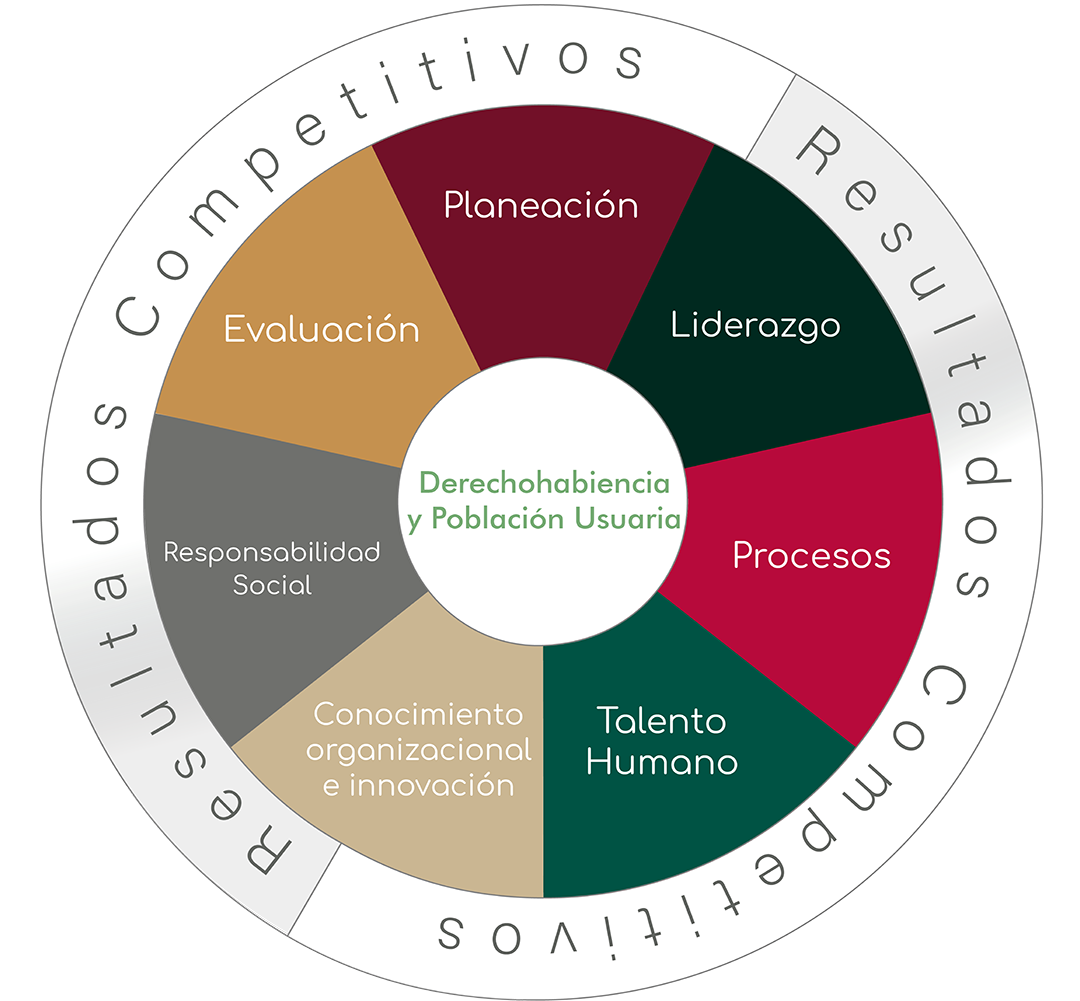 Resultados Competitivos
Resultados Competitivos
Planeación
Liderazgo
Procesos
Talento
Humano
Conocimiento
organizacional
e innovación
Responsabilidad
Social
Evaluación
Derechohabiencia
y Población Usuaria